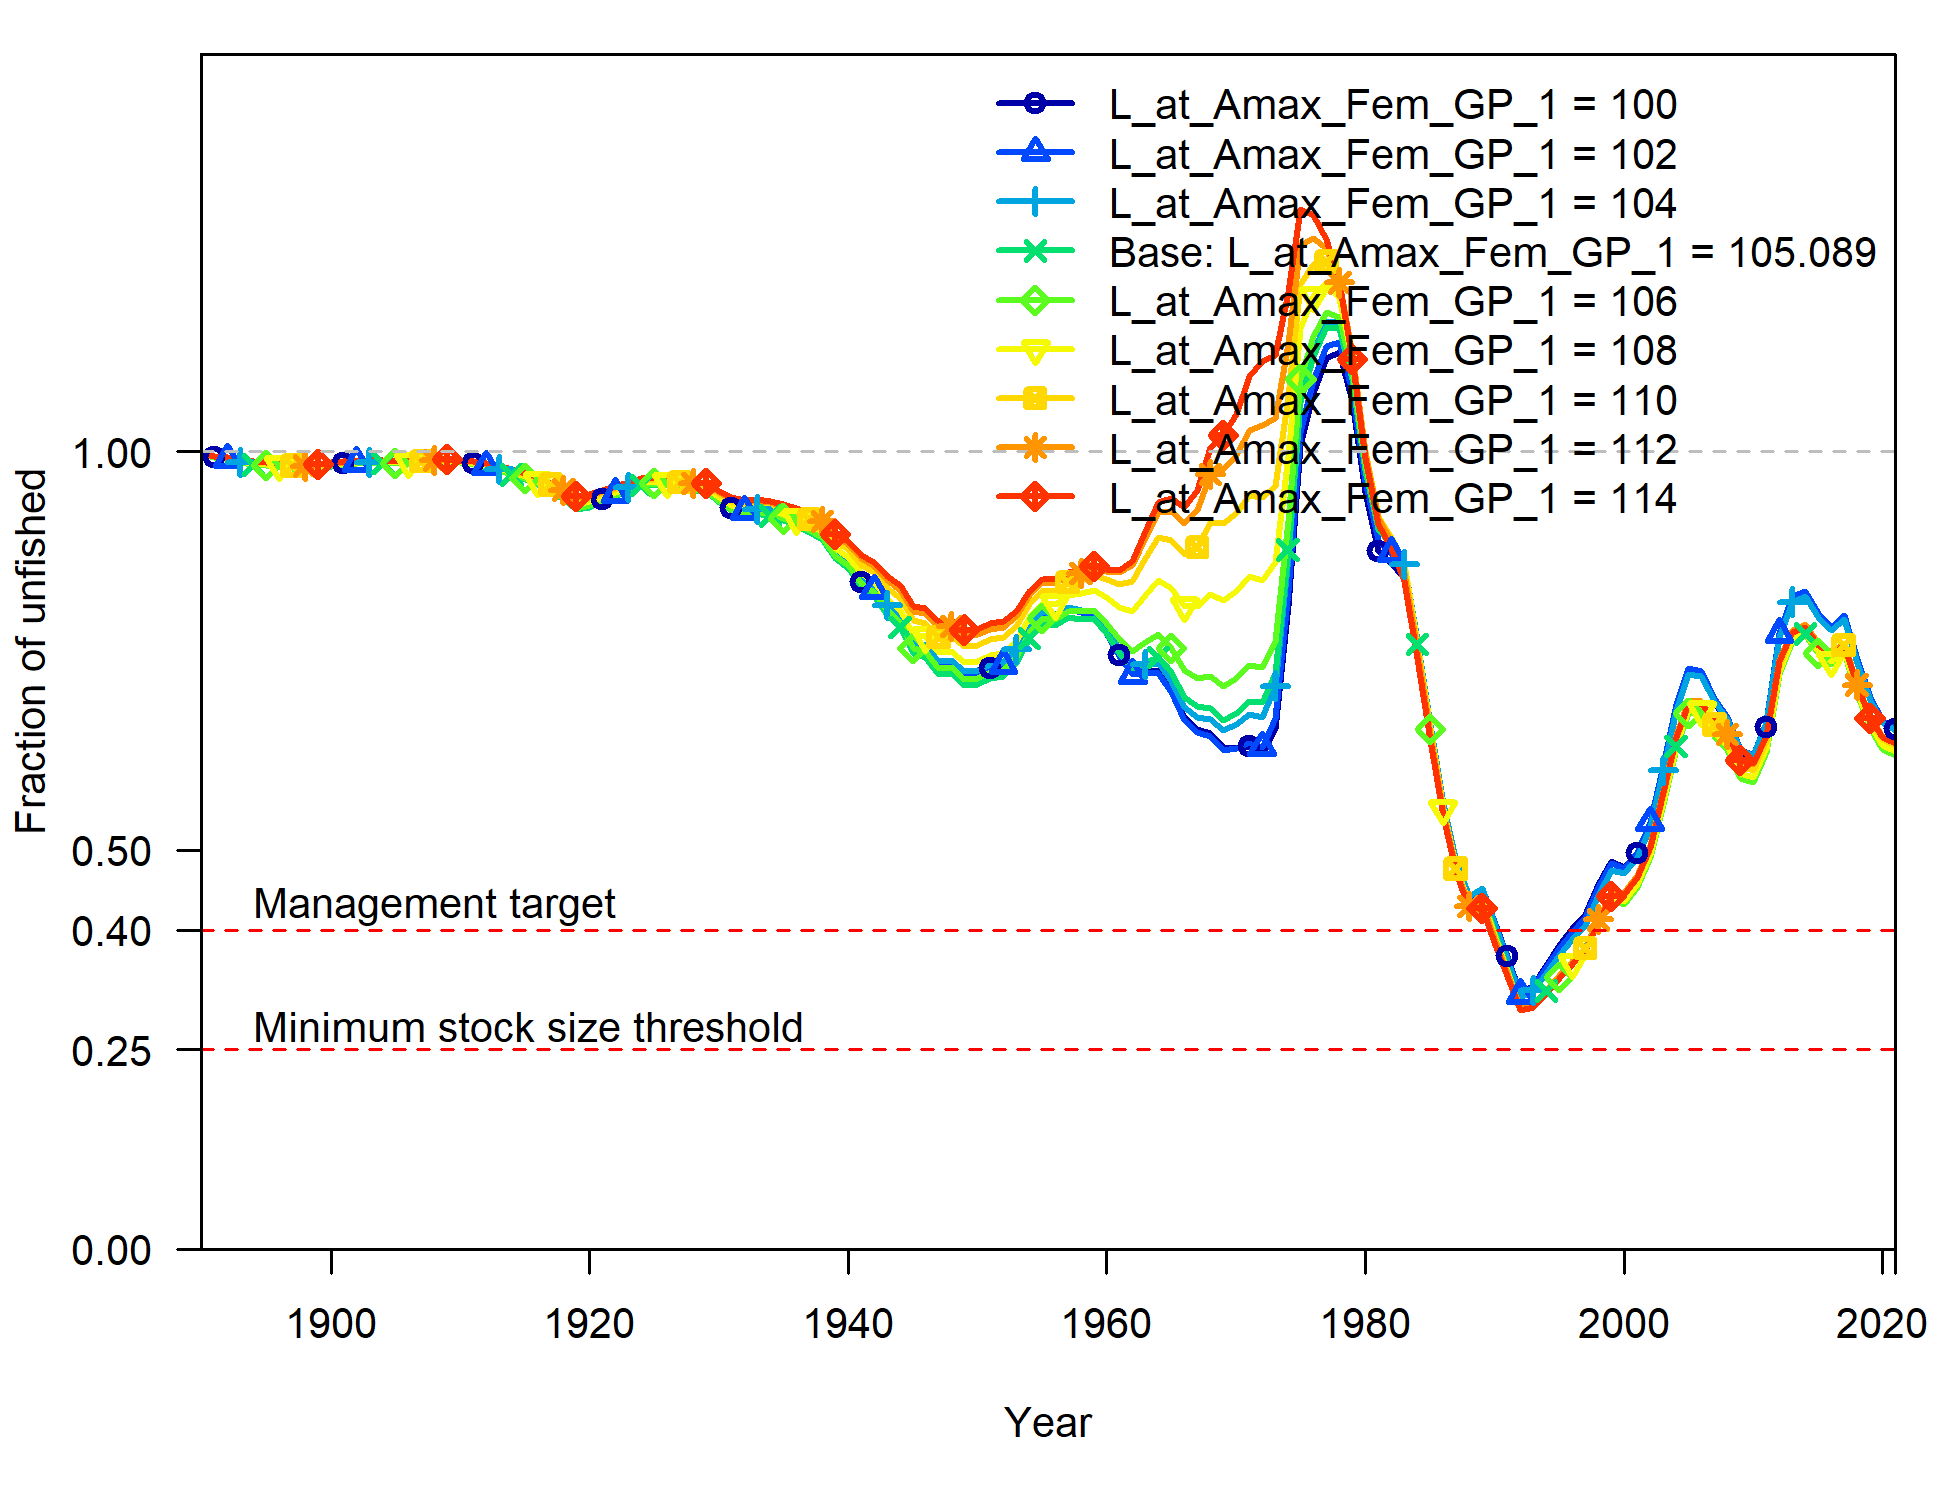 L_at_Amax_Fem_GP_1 = 100
L_at_Amax_Fem_GP_1 = 102
L_at_Amax_Fem_GP_1 = 104
Base: L_at_Amax_Fem_GP_1 = 105.089
L_at_Amax_Fem_GP_1 = 106
L_at_Amax_Fem_GP_1 = 108
L_at_Amax_Fem_GP_1 = 110
L_at_Amax_Fem_GP_1 = 112
L_at_Amax_Fem_GP_1 = 114
Fraction of unfished
1.00
0.50
0.40
0.25
0.00
Management target
Minimum stock size threshold
1900 1920 1940 1960 1980 2000 2020
Year